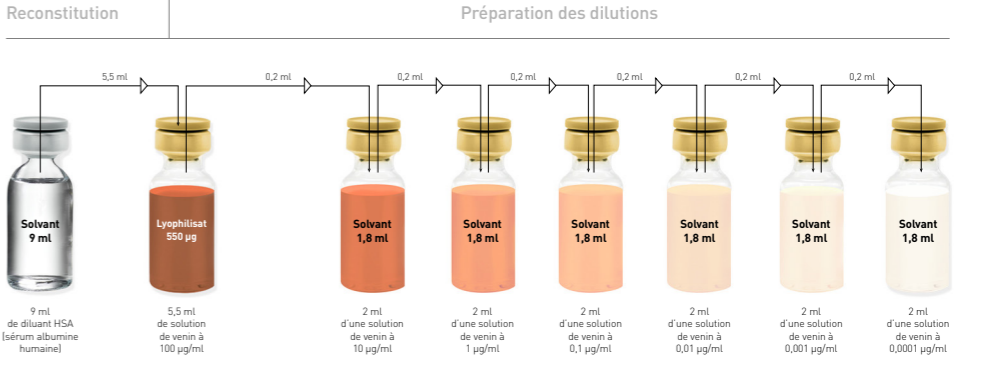 Reconstitution
Préparation des dilutions
5,5 ml
0,2 ml
0,2 ml
0,2 ml
0,2 ml
0,2 ml
0,2 ml
Solvant
9 ml
Lyophilisat
550 µg
Solvant
1,8 ml
Solvant
1,8 ml
Solvant
1,8 ml
Solvant
1,8 ml
Solvant
1,8 ml
Solvant
1,8 ml
9 ml
de diluant HSA
(sérum albumine
humaine)
5,5 ml
de solution
de venin à
100 µg/ml
2 ml
d'une solution
de venin à
10 µg/ml
2 ml
d'une solution
de venin à
1 µg/ml
2 ml
d'une solution
de venin à
0,1 µg/ml
2 ml
d'une solution
de venin à
0,01 µg/ml
2 ml
d'une solution
de venin à
0,001 µg/ml
2 ml
d'une solution
de venin à
0,0001 µg/ml